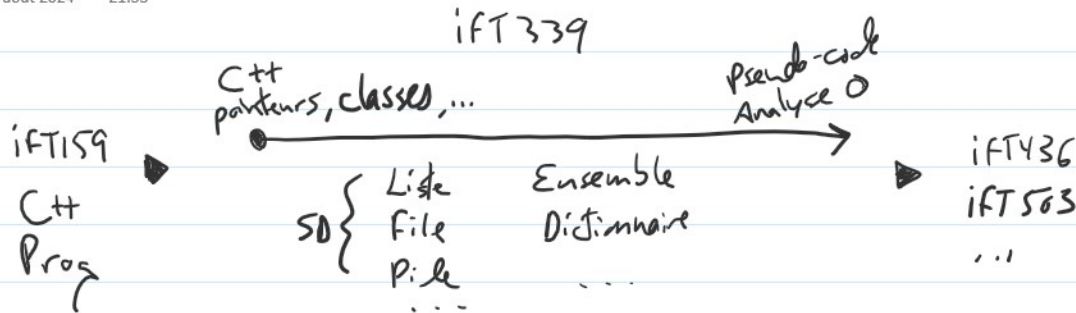 août 2024 21:55
ift339
C++
pointeurs, classes, ...
Pseudo-code
Analyse O
ift159
C++
Prog
SD { Liste Ensemble
File Dictionnaire
Pile ...
...
ift436
ift503
...